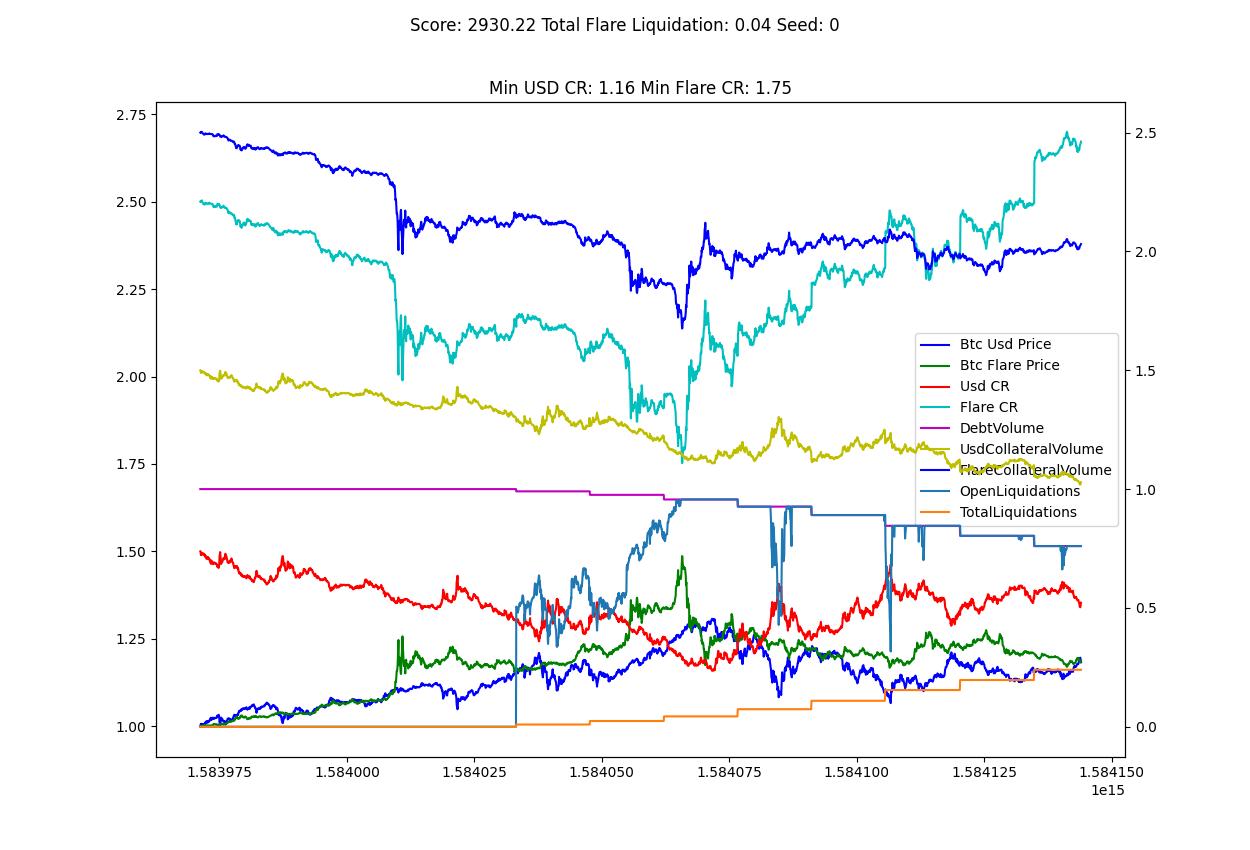 Score: 2930.22 Total Flare Liquidation: 0.04 Seed: 0
Min USD CR: 1.16 Min Flare CR: 1.75
2.75
2.50
2.25
2.00
1.75
1.50
1.25
1.00
2.5
2.0
1.5
1.0
0.5
0.0
Btc Usd Price
Btc Flare Price
Usd CR
Flare CR
DebtVolume
UsdCollateralVolume
FlareCollateralVolume
OpenLiquidations
TotalLiquidations
1.583975 1.584000 1.584025 1.584050 1.584075 1.584100 1.584125 1.584150
1e15